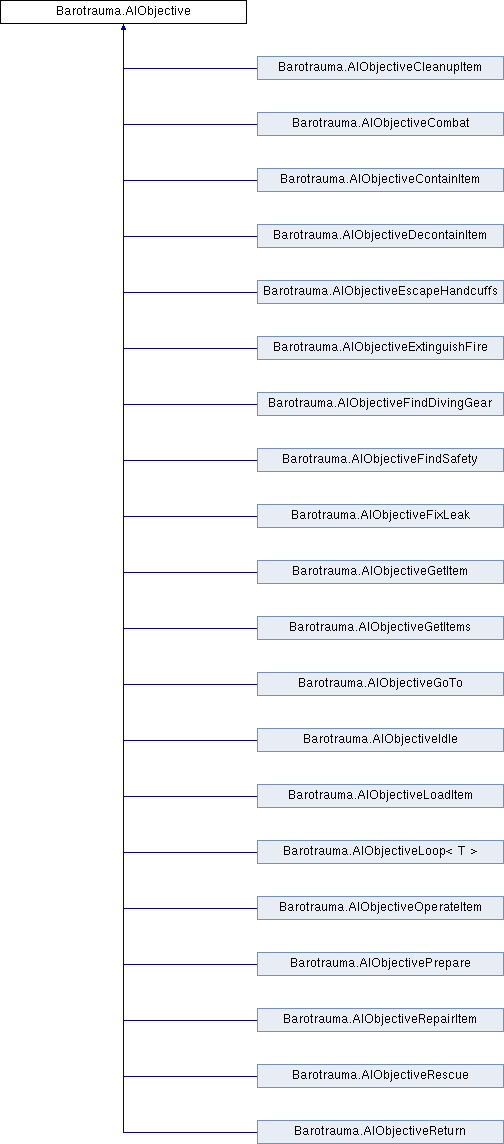 Barotrauma.AIObjective
Barotrauma.AIObjectiveCleanupItem
Barotrauma.AIObjectiveCombat
Barotrauma.AIObjectiveContainItem
Barotrauma.AIObjectiveDecontainItem
Barotrauma.AIObjectiveEscapeHandcuffs
Barotrauma.AIObjectiveExtinguishFire
Barotrauma.AIObjectiveFindDivingGear
Barotrauma.AIObjectiveFindSafety
Barotrauma.AIObjectiveFixLeak
Barotrauma.AIObjectiveGetItem
Barotrauma.AIObjectiveGetItems
Barotrauma.AIObjectiveGoTo
Barotrauma.AIObjectiveIdle
Barotrauma.AIObjectiveLoadItem
Barotrauma.AIObjectiveLoop< T >
Barotrauma.AIObjectiveOperateItem
Barotrauma.AIObjectivePrepare
Barotrauma.AIObjectiveRepairItem
Barotrauma.AIObjectiveRescue
Barotrauma.AIObjectiveReturn